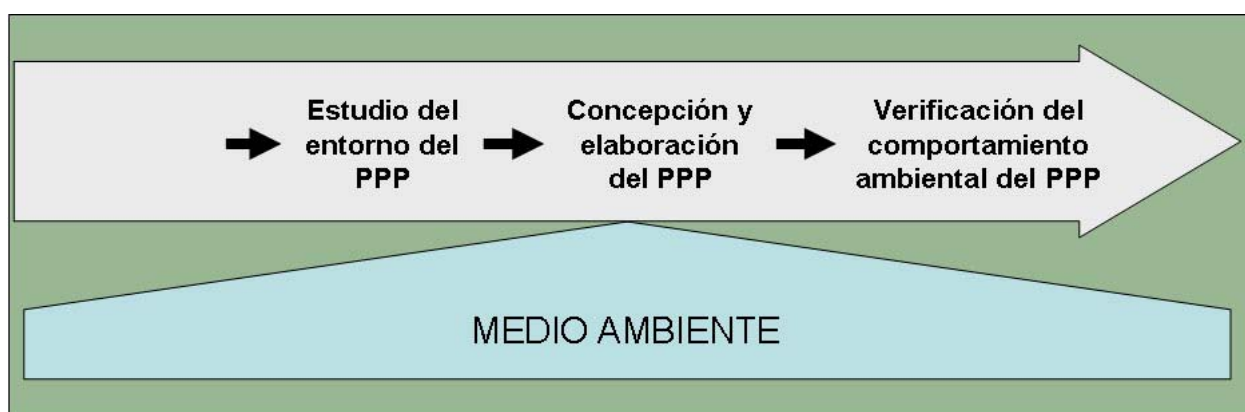 Estudio del
entorno del
PPP
Concepción y
elaboración
del PPP
Verificación del
comportamiento
ambiental del PPP
MEDIO AMBIENTE